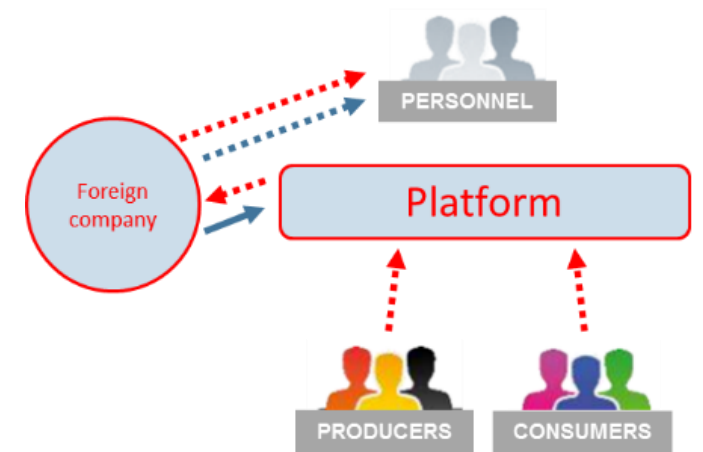 PERSONNEL
Foreign
company
Platform
PRODUCERS
CONSUMERS